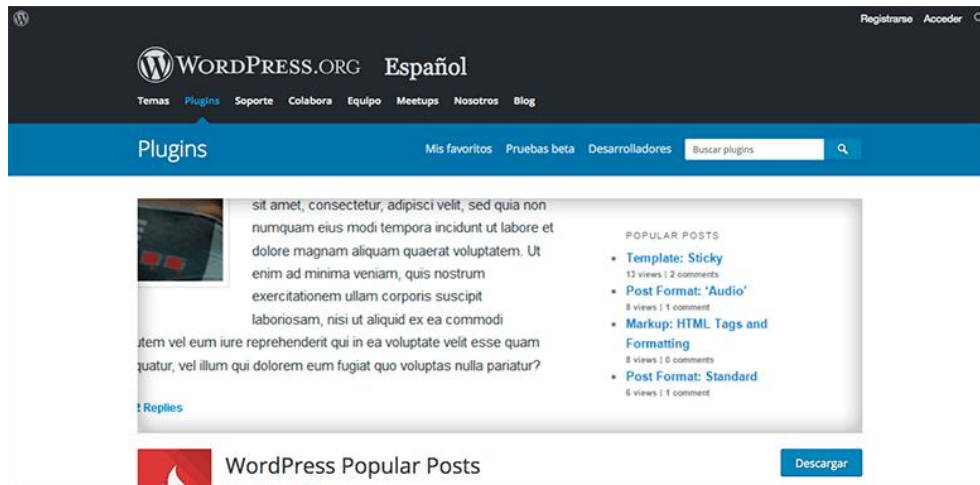 Registrarse Acceder
WORDPRESS.ORG Español
Temas Plugins Soporte Colabora Equipo Meetups Nosotros Blog
Plugins Mis favoritos Pruebas beta Desarrolladores Buscar plugins
sit amet, consectetur, adipisci velit, sed quia non
numquam eius modi tempora incidunt ut labore et
dolore magnam aliquam quaerat voluptatem. Ut
enim ad minima veniam, quis nostrum
exercitationem ullam corporis suscipit
laboriosam, nisi ut aliquid ex ea commodi
utem vel eum iure reprehenderit qui in ea voluptate velit esse quam
quatur, vel illum qui dolorem eum fugiat quo voluptas nulla pariatur?
Replies
POPULAR POSTS
Template: Sticky
13 views | 2 comments
Post Format: ‘Audio’
8 views | 1 comment
Markup: HTML Tags and
Formatting
8 views | 0 comments
Post Format: Standard
6 views | 1 comment
WordPress Popular Posts
Descargar